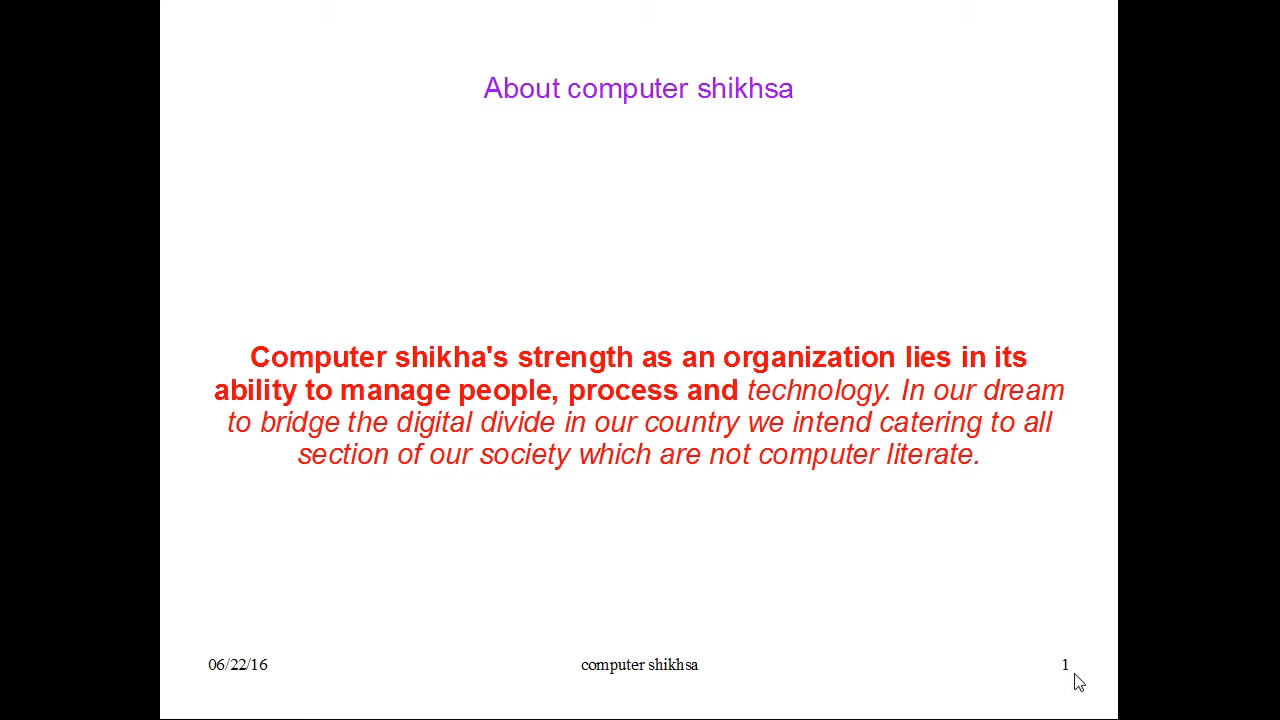 About computer shikhsa
Computer shikha's strength as an organization lies in its
ability to manage people, process and technology. In our dream
to bridge the digital divide in our country we intend catering to all
section of our society which are not computer literate.
06/22/16
computer shikhsa
1